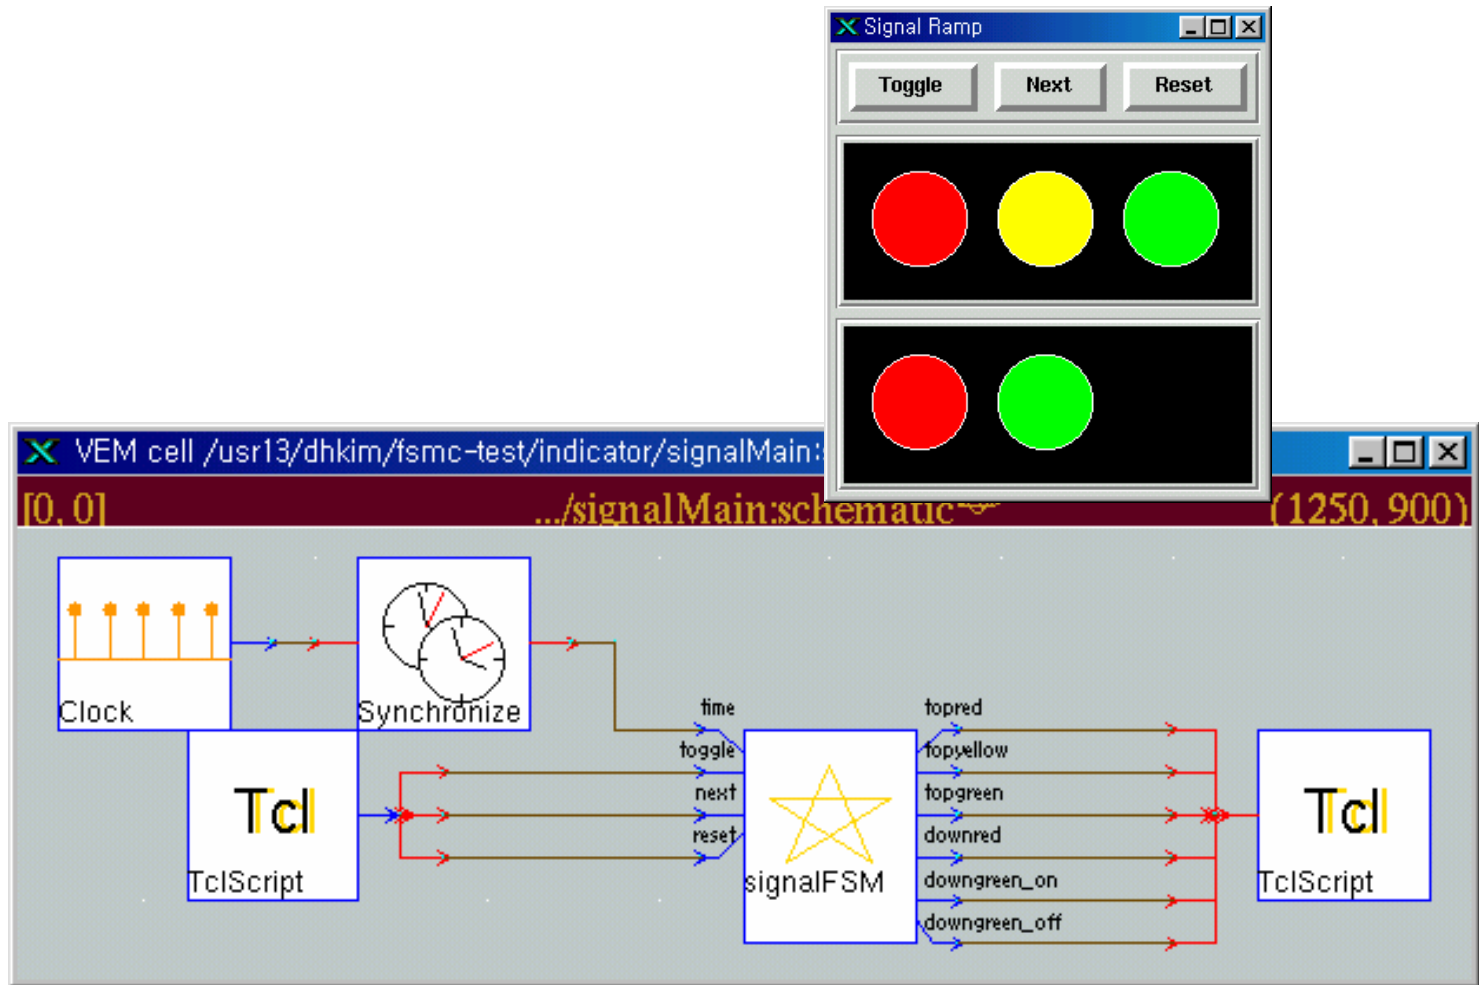 Signal Ramp
Toggle Next Reset
VEM cell /usr13/dhkim/fsmc-test/indicator/signalMain:
[0, 0] .../signalMain:schematic (1250, 900)
Clock
Synchronize
time
toggle
next
reset
topred
topyellow
topgreen
downred
downgreen_on
downgreen_off
Tcl
TclScript
signalFSM
Tcl
TclScript